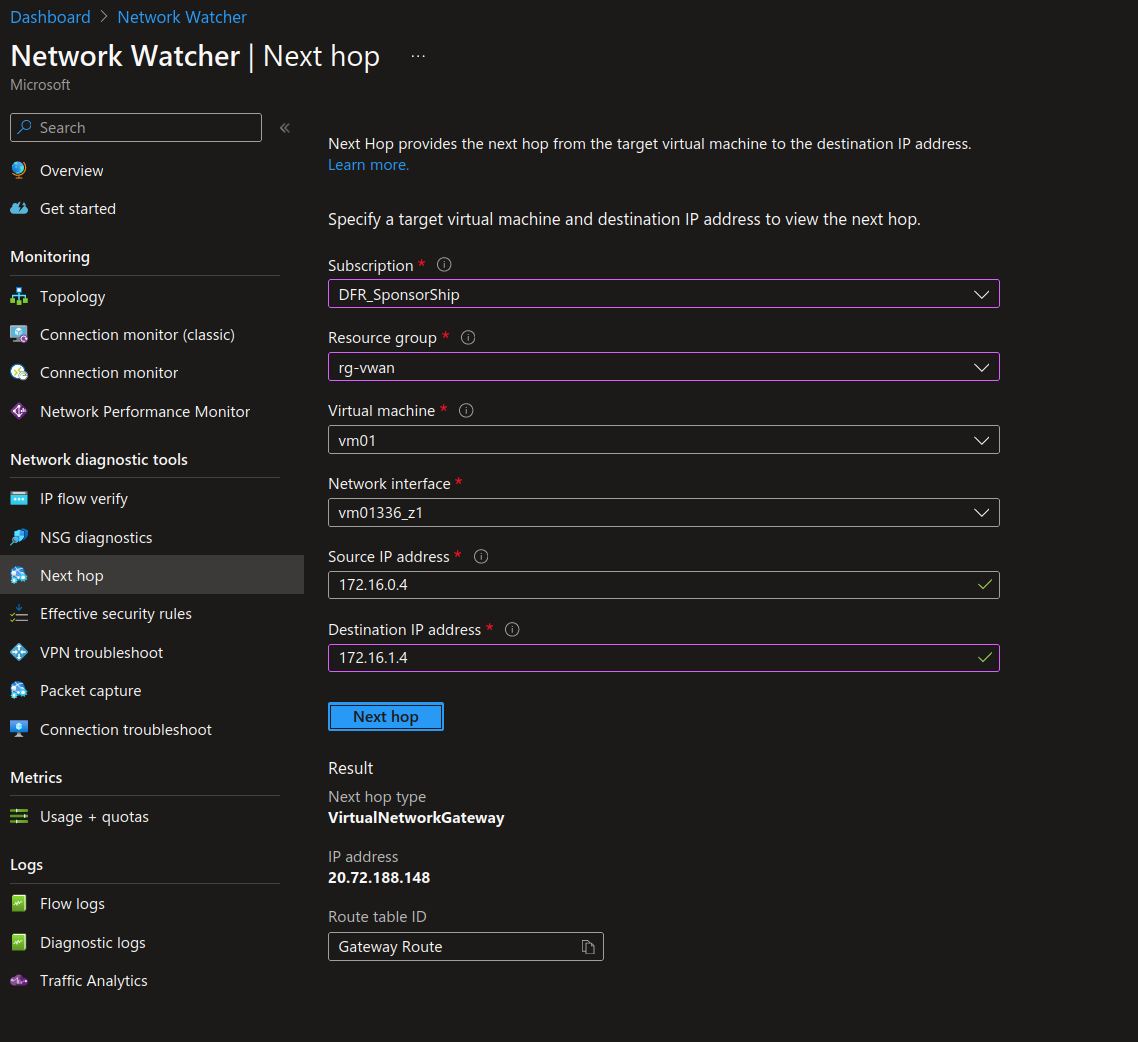 Dashboard > Network Watcher
Network Watcher | Next hop ...
Microsoft
Search
«
Overview
Get started
Monitoring
Topology
Connection monitor (classic)
Connection monitor
Network Performance Monitor
Network diagnostic tools
IP flow verify
NSG diagnostics
Next hop
Effective security rules
VPN troubleshoot
Packet capture
Connection troubleshoot
Metrics
Usage + quotas
Logs
Flow logs
Diagnostic logs
Traffic Analytics
Next Hop provides the next hop from the target virtual machine to the destination IP address.
Learn more.
Specify a target virtual machine and destination IP address to view the next hop.
Subscription *
DFR_SponsorShip
Resource group *
rg-vwan
Virtual machine *
vm01
Network interface *
vm01336_z1
Source IP address *
172.16.0.4
Destination IP address *
172.16.1.4
Next hop
Result
Next hop type
VirtualNetworkGateway
IP address
20.72.188.148
Route table ID
Gateway Route